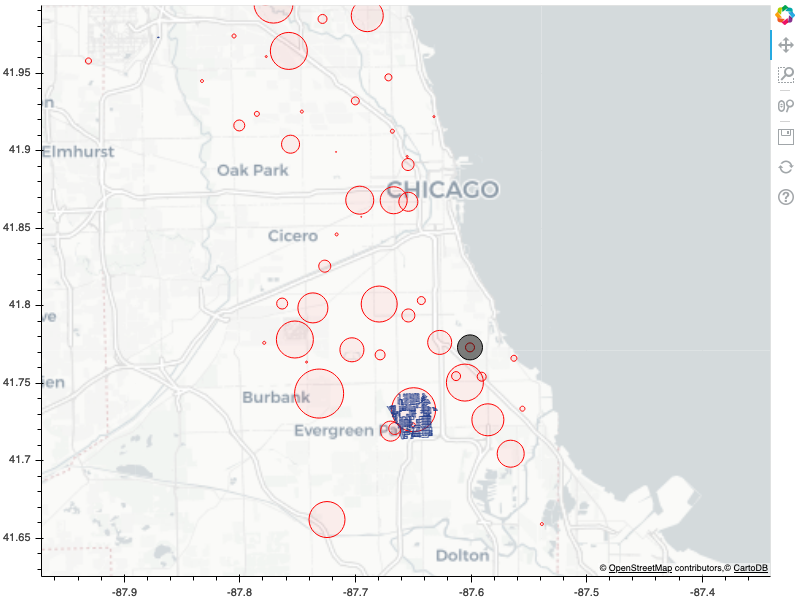 41.95
n
Elmhurst
41.9
Oak Park
CHICAGO
41.85
Cicero
41.8
ve
41.75
en
Burbank
Evergreen P
41.7
41.65
Dolton
© OpenStreetMap contributors,© CartoDB
-87.9
-87.8
-87.7
-87.6
-87.5
-87.4